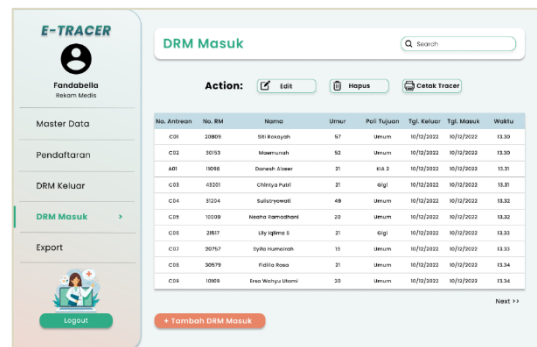 E-TRACER
Fandabella
Rekam Medis
Master Data
Pendaftaran
DRM Keluar
DRM Masuk >
Export
Logout
DRM Masuk
Search
Action: Edit Hapus Cetak Tracer
No. Antrean No. RM Nama Umur Poli Tujuan Tgl. Keluar Tgl. Masuk Waktu
C01 20809 Siti Rokayah 57 Umum 10/12/2022 10/12/2022 13.30
C02 30153 Maemunah 52 Umum 10/12/2022 10/12/2022 13.30
A01 11098 Danesh Abeer 21 KIA 2 10/12/2022 10/12/2022 13.31
C03 43201 Chintya Putri 21 Gigi 10/12/2022 10/12/2022 13.31
C04 31204 Sulistyowati 49 Umum 10/12/2022 10/12/2022 13.32
C05 Nasha Ramadhani 20 Umum 10/12/2022 10/12/2022 13.32
C06 21517 Lily Iqlima S 21 Gigi 10/12/2022 10/12/2022 13.33
C07 30757 Syifa Humairah Umum 10/12/2022 10/12/2022 13.33
C08 30579 Fidilla Rosa 21 Umum 10/12/2022 10/12/2022 13.34
C09 10909 Ersa Wahyu Utami 20 Umum 10/12/2022 10/12/2022 13.34
Next >>
+ Tambah DRM Masuk